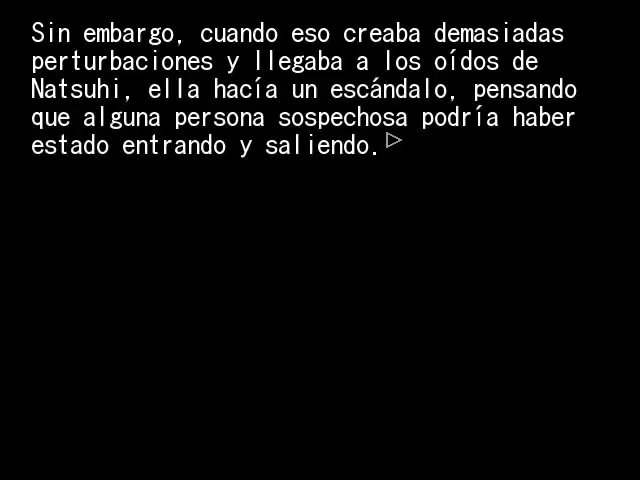 Sin embargo, cuando eso creaba demasiadas
perturbaciones y llegaba a los oídos de
Natsuhi, ella hacía un escándalo, pensando
que alguna persona sospechosa podría haber
estado entrando y saliendo.